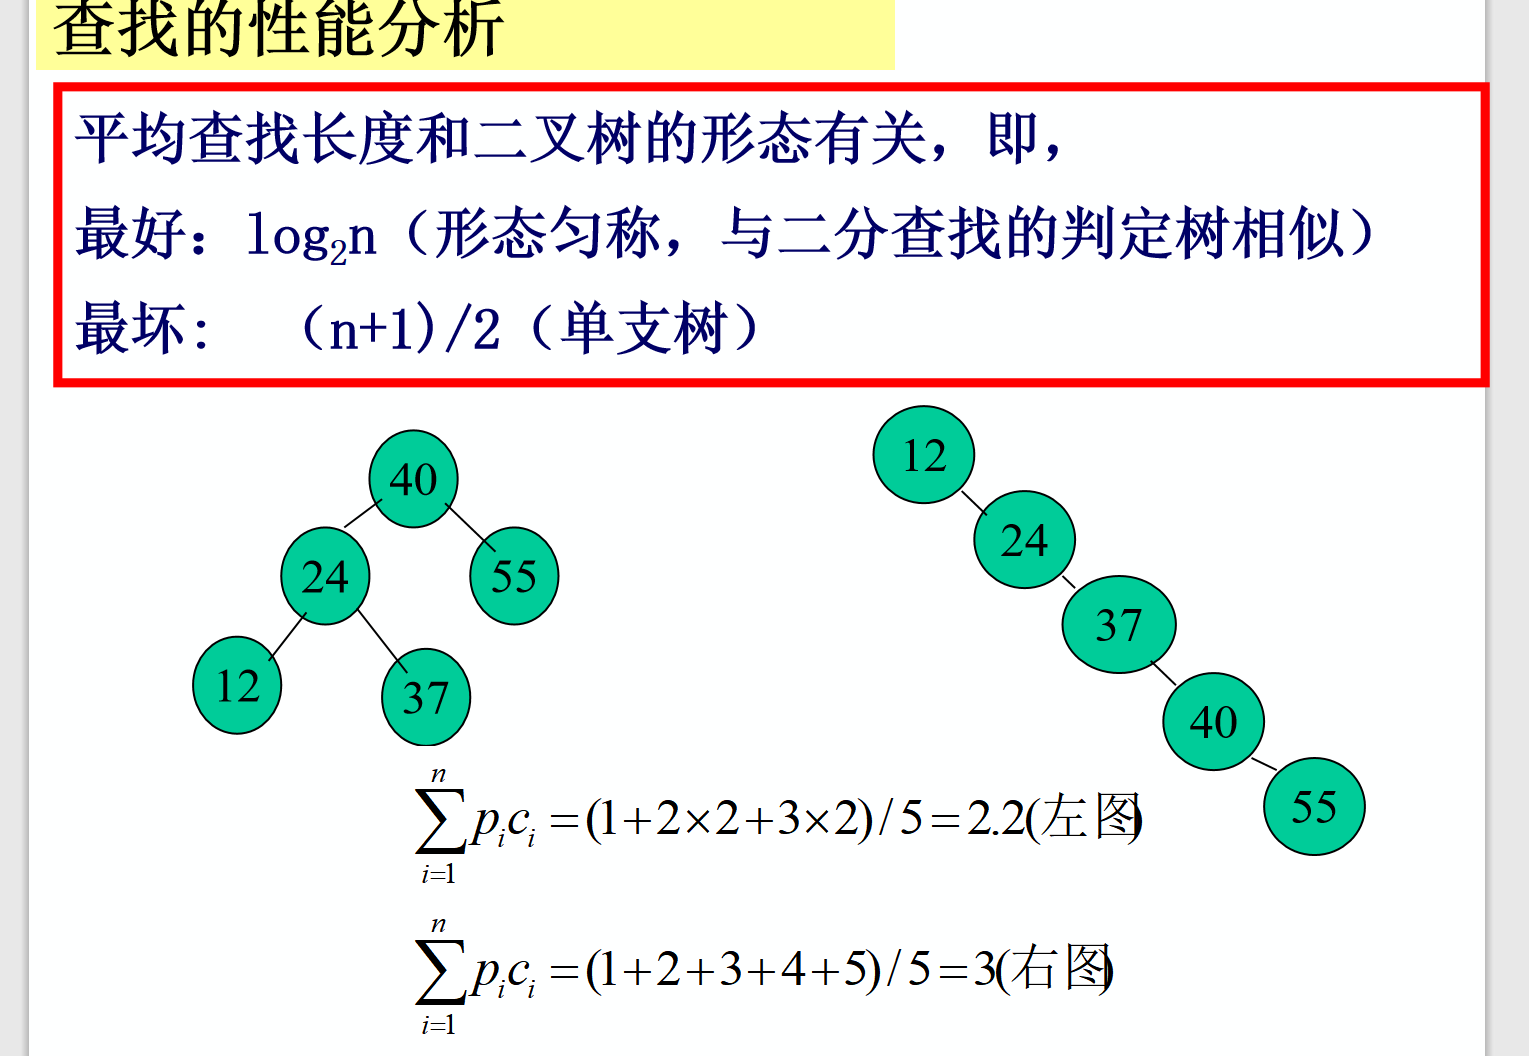 查找的性能分析
平均查找长度和二叉树的形态有关，即，
最好：log₂n（形态匀称，与二分查找的判定树相似）
最坏： （n+1)/2（单支树）
40
24
55
12
37
12
24
37
40
55
n
∑ pᵢcᵢ =(1+2×2+3×2)/5=2.2(左图)
i=1
n
∑ pᵢcᵢ =(1+2+3+4+5)/5=3(右图)
i=1